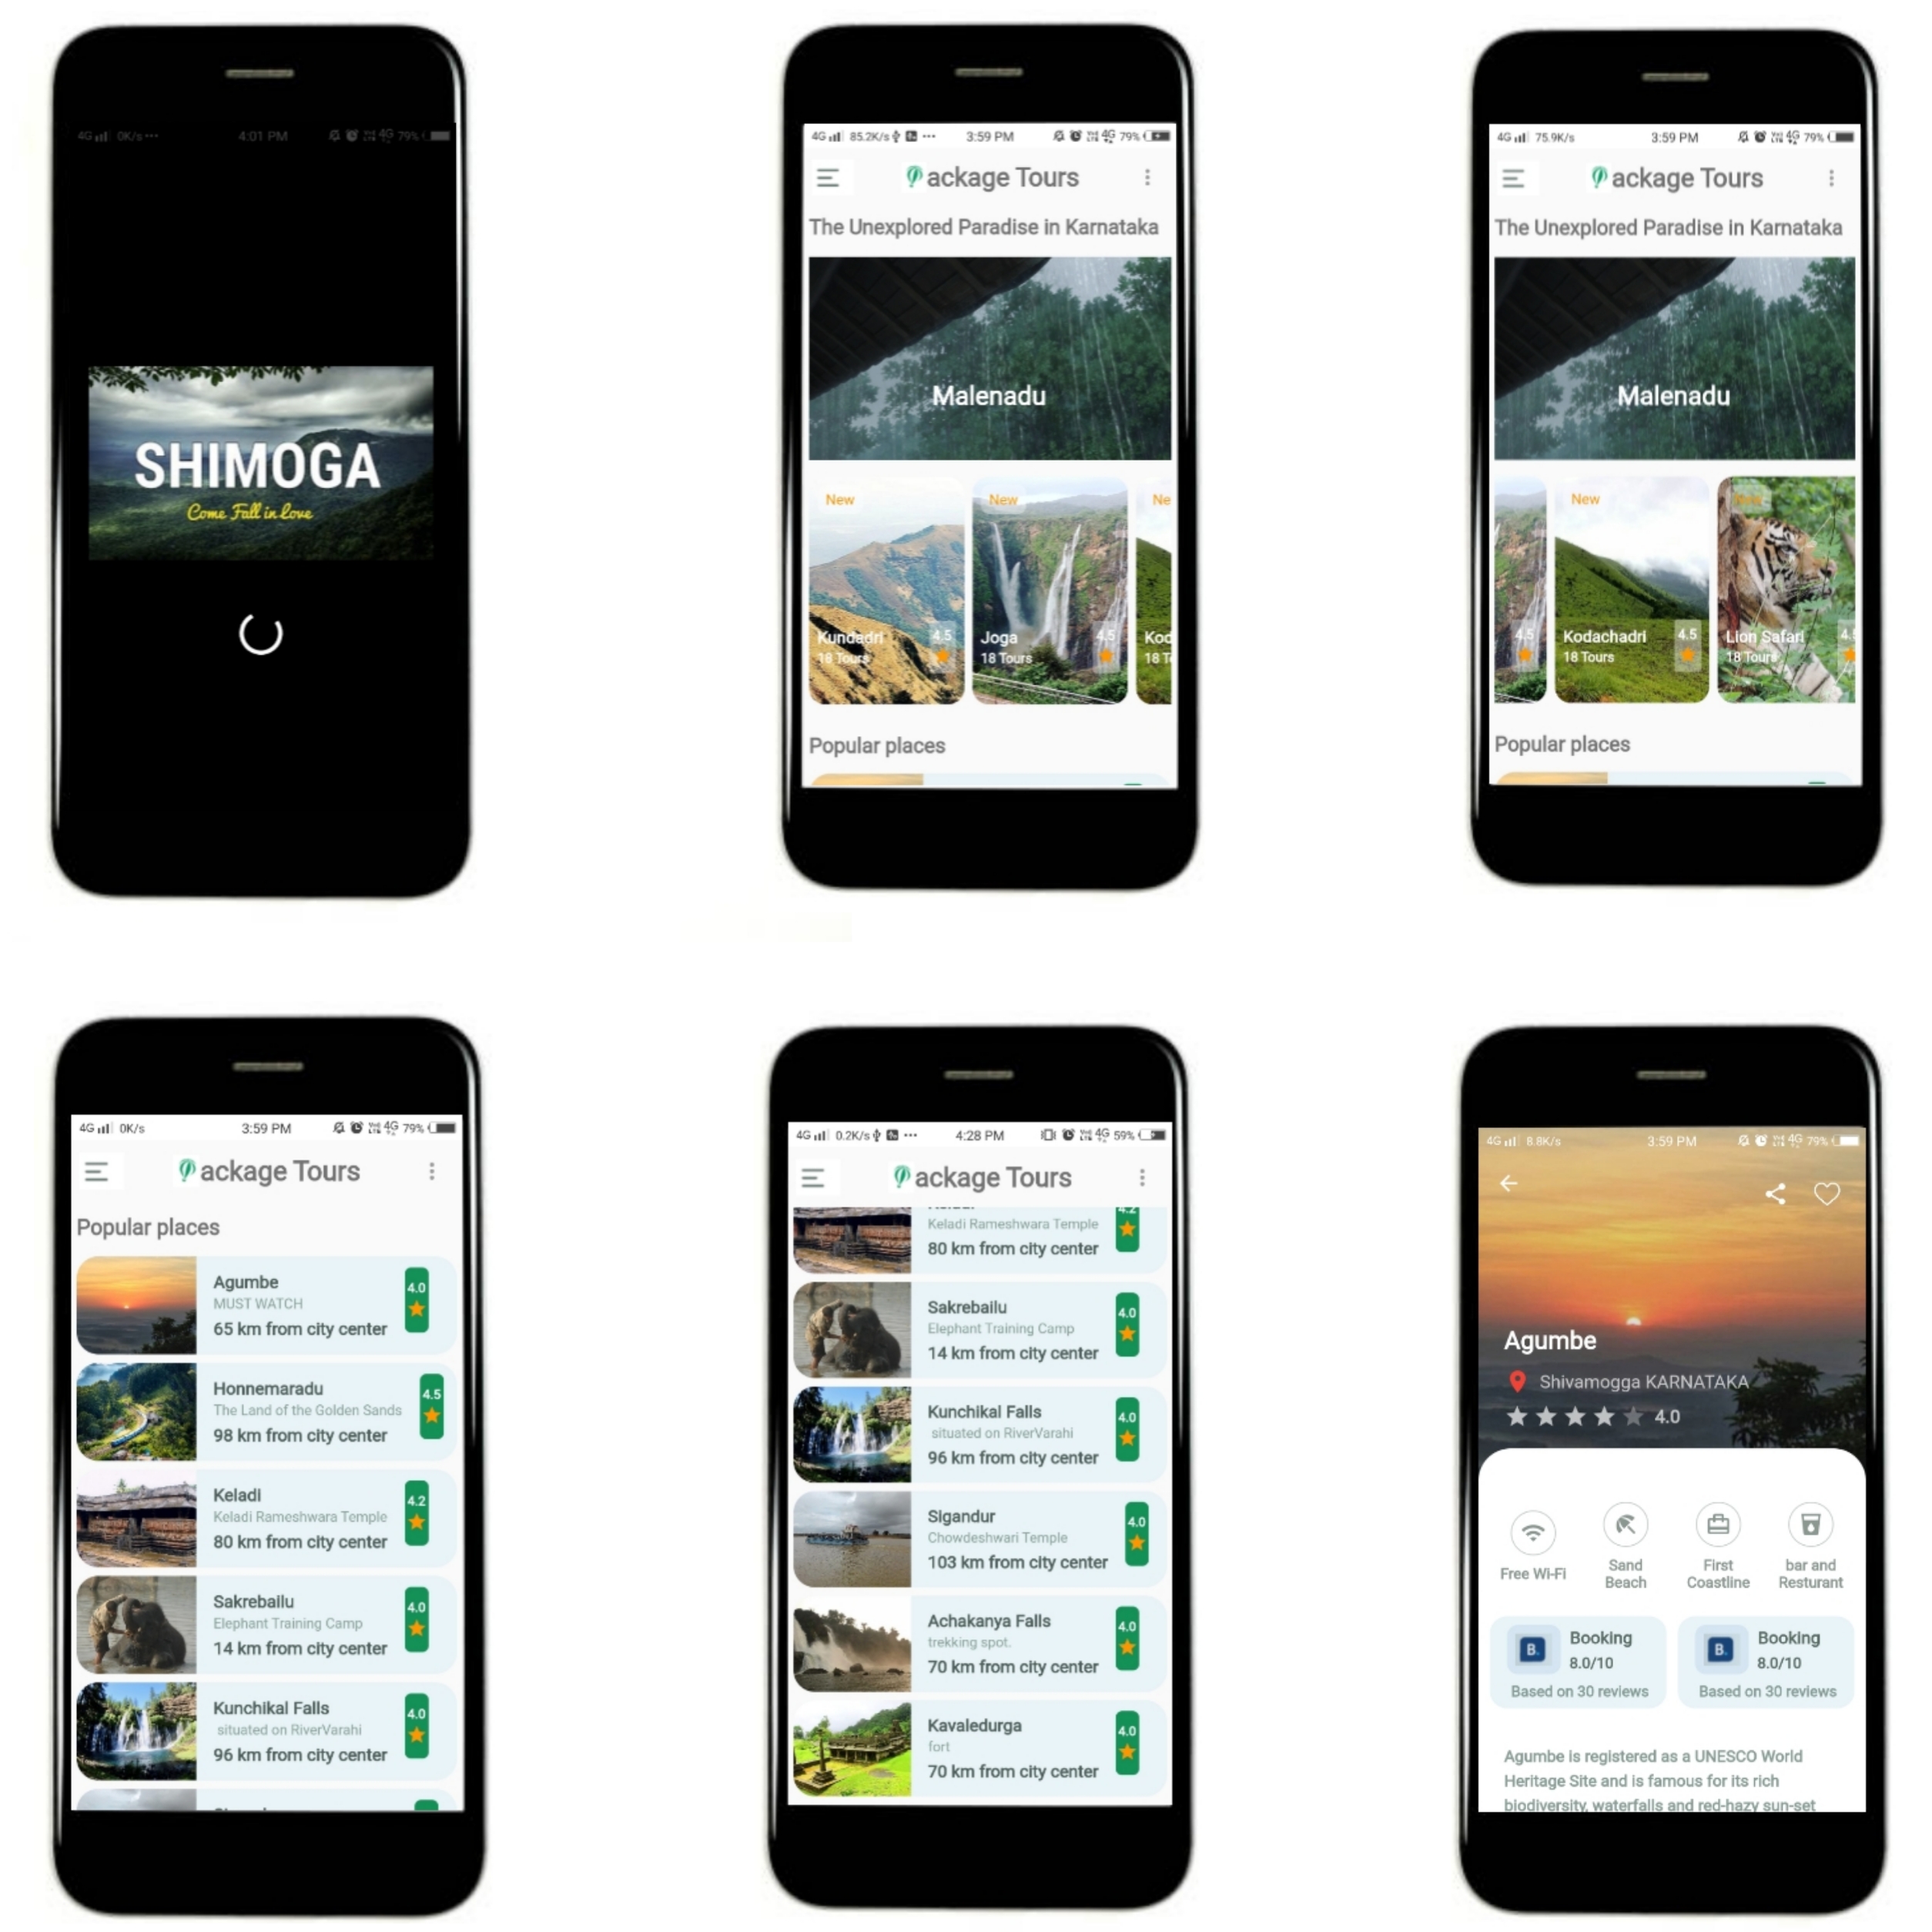 4G 0K/s ··· 4:01 PM 4G 79%
SHIMOGA
Come Fall in Love
4G 85.2K/s ··· 3:59 PM 4G 79%
ackage Tours
The Unexplored Paradise in Karnataka
Malenadu
New
New
Ne
Kundadri
4.5
18 Tours
Joga
4.5
18 Tours
Kod
18 T
Popular places
4G 75.9K/s 3:59 PM 4G 79%
ackage Tours
The Unexplored Paradise in Karnataka
Malenadu
4.5
New
Kodachadri
4.5
18 Tours
New
Lion Safari
4.5
18 Tours
Popular places
4G 0K/s 3:59 PM 4G 79%
ackage Tours
Popular places
Agumbe
MUST WATCH
65 km from city center
4.0
Honnemaradu
The Land of the Golden Sands
98 km from city center
4.5
Keladi
Keladi Rameshwara Temple
80 km from city center
4.2
Sakrebailu
Elephant Training Camp
14 km from city center
4.0
Kunchikal Falls
situated on RiverVarahi
96 km from city center
4.0
4G 0.2K/s ··· 4:28 PM 4G 59%
ackage Tours
Keladi Rameshwara Temple
80 km from city center
4.2
Sakrebailu
Elephant Training Camp
14 km from city center
4.0
Kunchikal Falls
situated on RiverVarahi
96 km from city center
4.0
Sigandur
Chowdeshwari Temple
103 km from city center
4.0
Achakanya Falls
trekking spot.
70 km from city center
4.0
Kavaledurga
fort
70 km from city center
4.0
4G 8.8K/s 3:59 PM 4G 79%
Agumbe
Shivamogga KARNATAKA
4.0
Free Wi-Fi
Sand
Beach
First
Coastline
bar and
Resturant
B.
Booking
8.0/10
Based on 30 reviews
B.
Booking
8.0/10
Based on 30 reviews
Agumbe is registered as a UNESCO World
Heritage Site and is famous for its rich
biodiversity, waterfalls and red-hazy sun-set